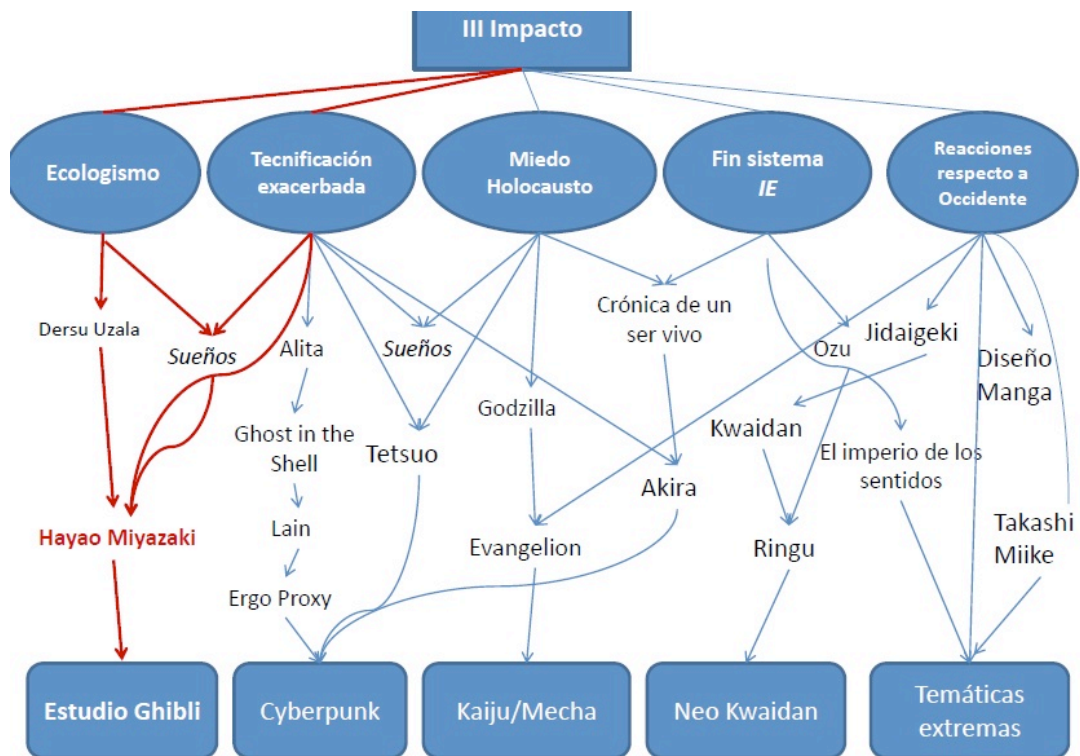 III Impacto
Ecologismo
Tecnificación
exacerbada
Miedo
Holocausto
Fin sistema
IE
Reacciones
respecto a
Occidente
Dersu Uzala
Sueños
Alita
Sueños
Crónica de un
ser vivo
Ozu
Jidaigeki
Diseño
Manga
Ghost in the
Shell
Tetsuo
Godzilla
Kwaidan
El imperio de los
sentidos
Akira
Hayao Miyazaki
Lain
Evangelion
Ringu
Takashi
Miike
Ergo Proxy
Estudio Ghibli
Cyberpunk
Kaiju/Mecha
Neo Kwaidan
Temáticas
extremas